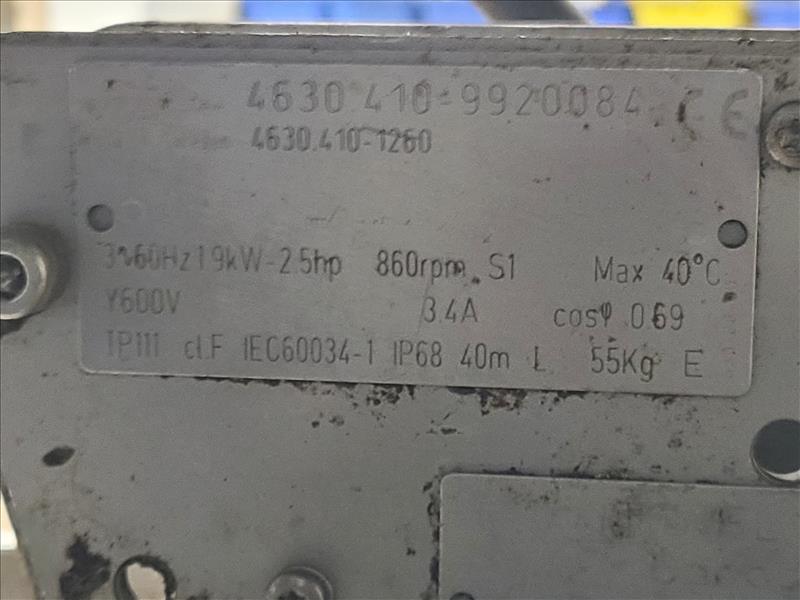 4630.410-9920084 CE
4630.410-1260
3~60Hz 1.9kW-2.5hp 860rpm S1 Max 40°C
Y600V 3.4A cosφ 0.69
TP111 cl.F IEC60034-1 IP68 40m L 55Kg E